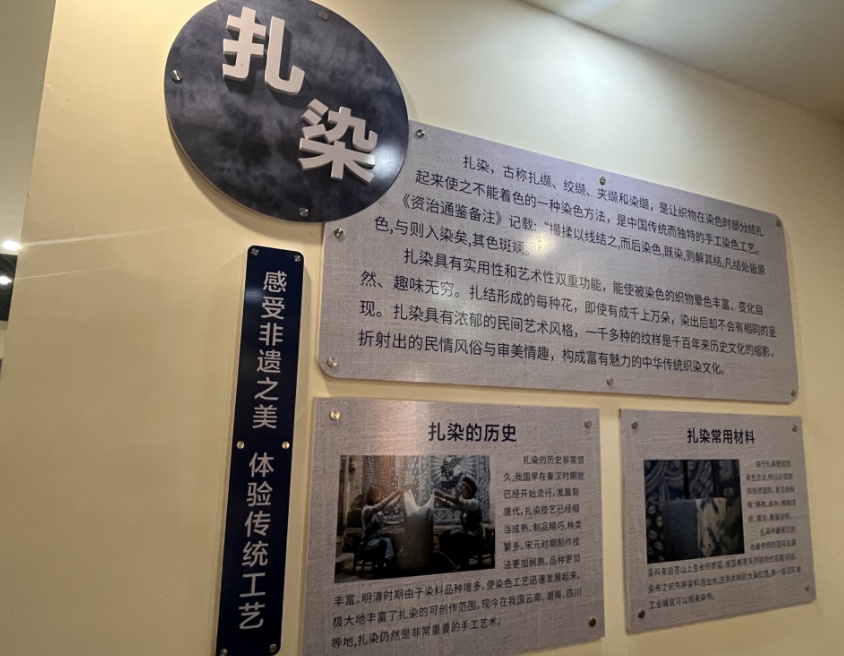 扎
染
扎染，古称扎缬、绞缬、夹缬和染缬，是让织物在染色时部分结扎
起来使之不能着色的一种染色方法，是中国传统而独特的手工染色工艺。
《资治通鉴备注》记载：“撮揉以线结之,而后染色,既染,则解其结,凡结处皆原
色,与则入染矣,其色斑斓。”
扎染具有实用性和艺术性双重功能，能使被染色的织物晕色丰富、变化自
然、趣味无穷。扎结形成的每种花，即使有成千上万朵，染出后却不会有相同的呈
现。扎染具有浓郁的民间艺术风格，一千多种的纹样是千百年来历史文化的缩影，
折射出的民情风俗与审美情趣，构成富有魅力的中华传统织染文化。
感受非遗之美
体验传统工艺
扎染的历史
扎染的历史非常悠
久,我国早在秦汉时期就
已经开始流行,发展到
唐代，扎染技艺已经相
当成熟,制品精巧,种类
繁多,宋元时期制作技
法更加娴熟,品种更加
丰富。明清时期由于染料品种增多，使染色工艺迅速发展起来，
极大地丰富了扎染的可创作范围。现今在我国云南、湖南、四川
等地,扎染仍然是非常重要的手工艺术。
扎染常用材料